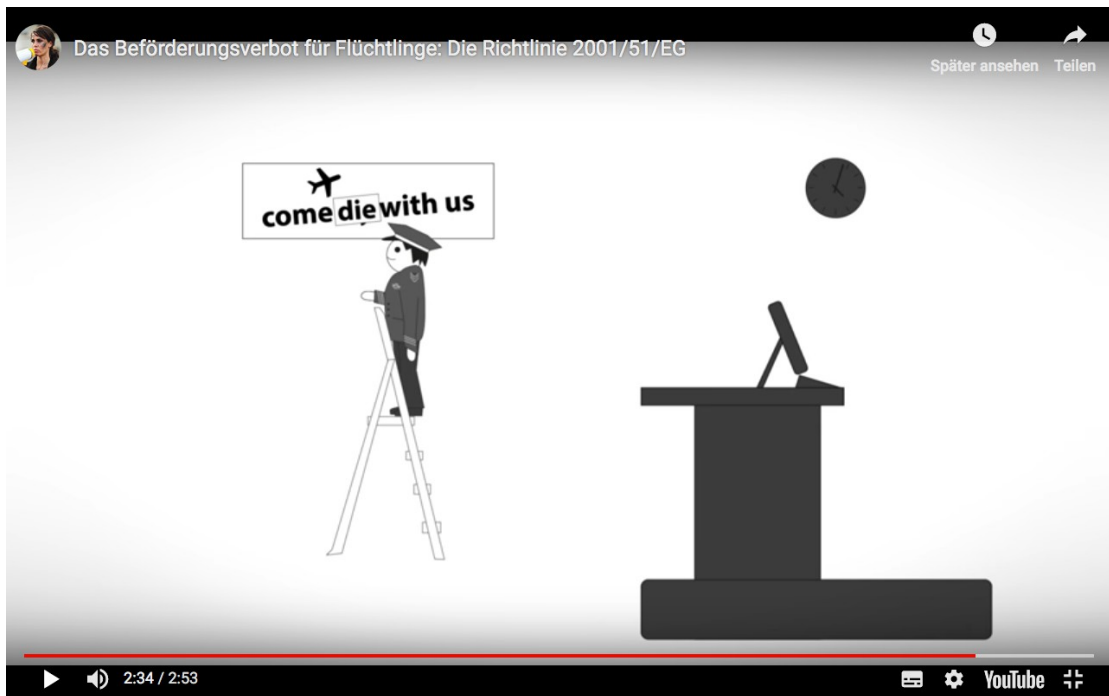 Das Beförderungsverbot für Flüchtlinge: Die Richtlinie 2001/51/EG
Später ansehen
Teilen
come die with us
2:34 / 2:53
YouTube